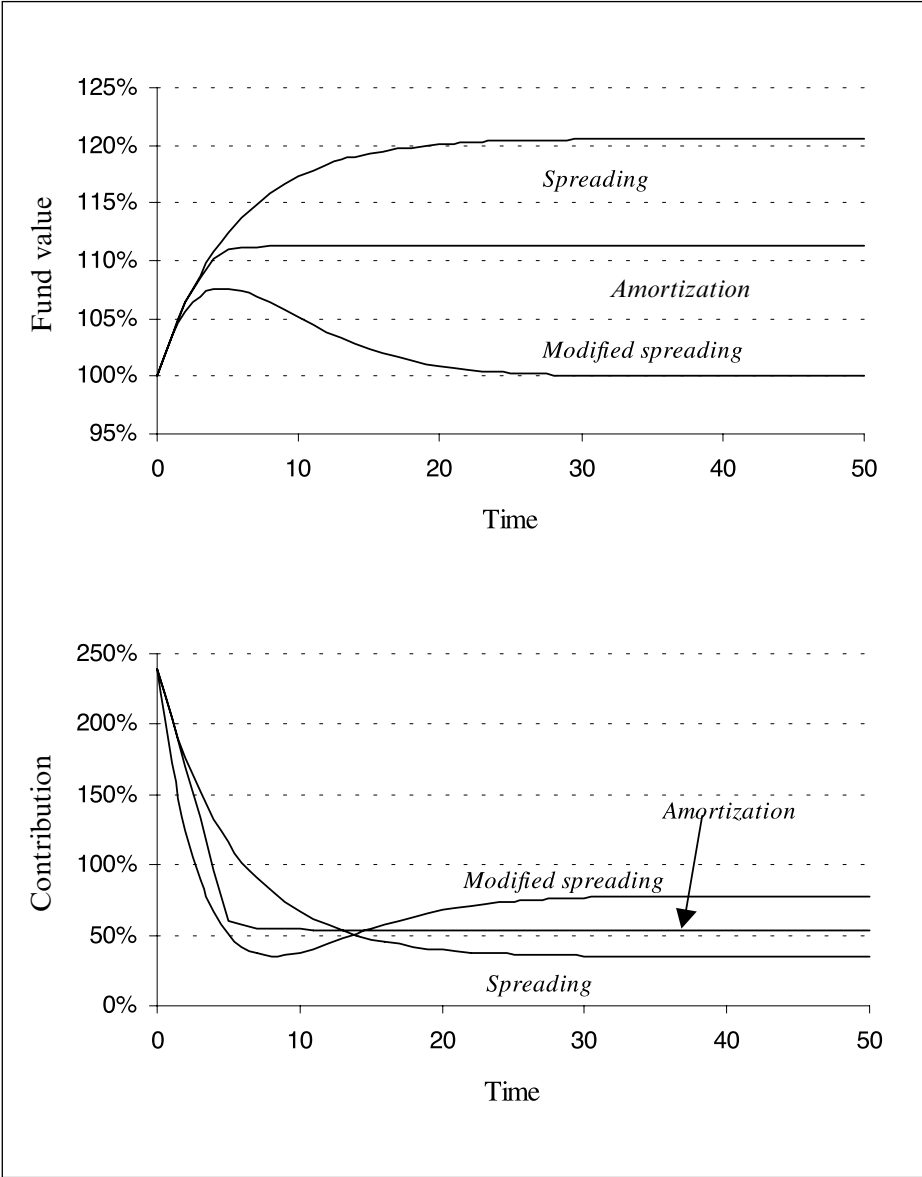 125%
120%
Spreading
115%
Fund value
110%
Amortization
105%
Modified spreading
100%
95%
0 10 20 30 40 50
Time
250%
200%
150%
Amortization
Contribution
100%
Modified spreading
50%
Spreading
0%
0 10 20 30 40 50
Time